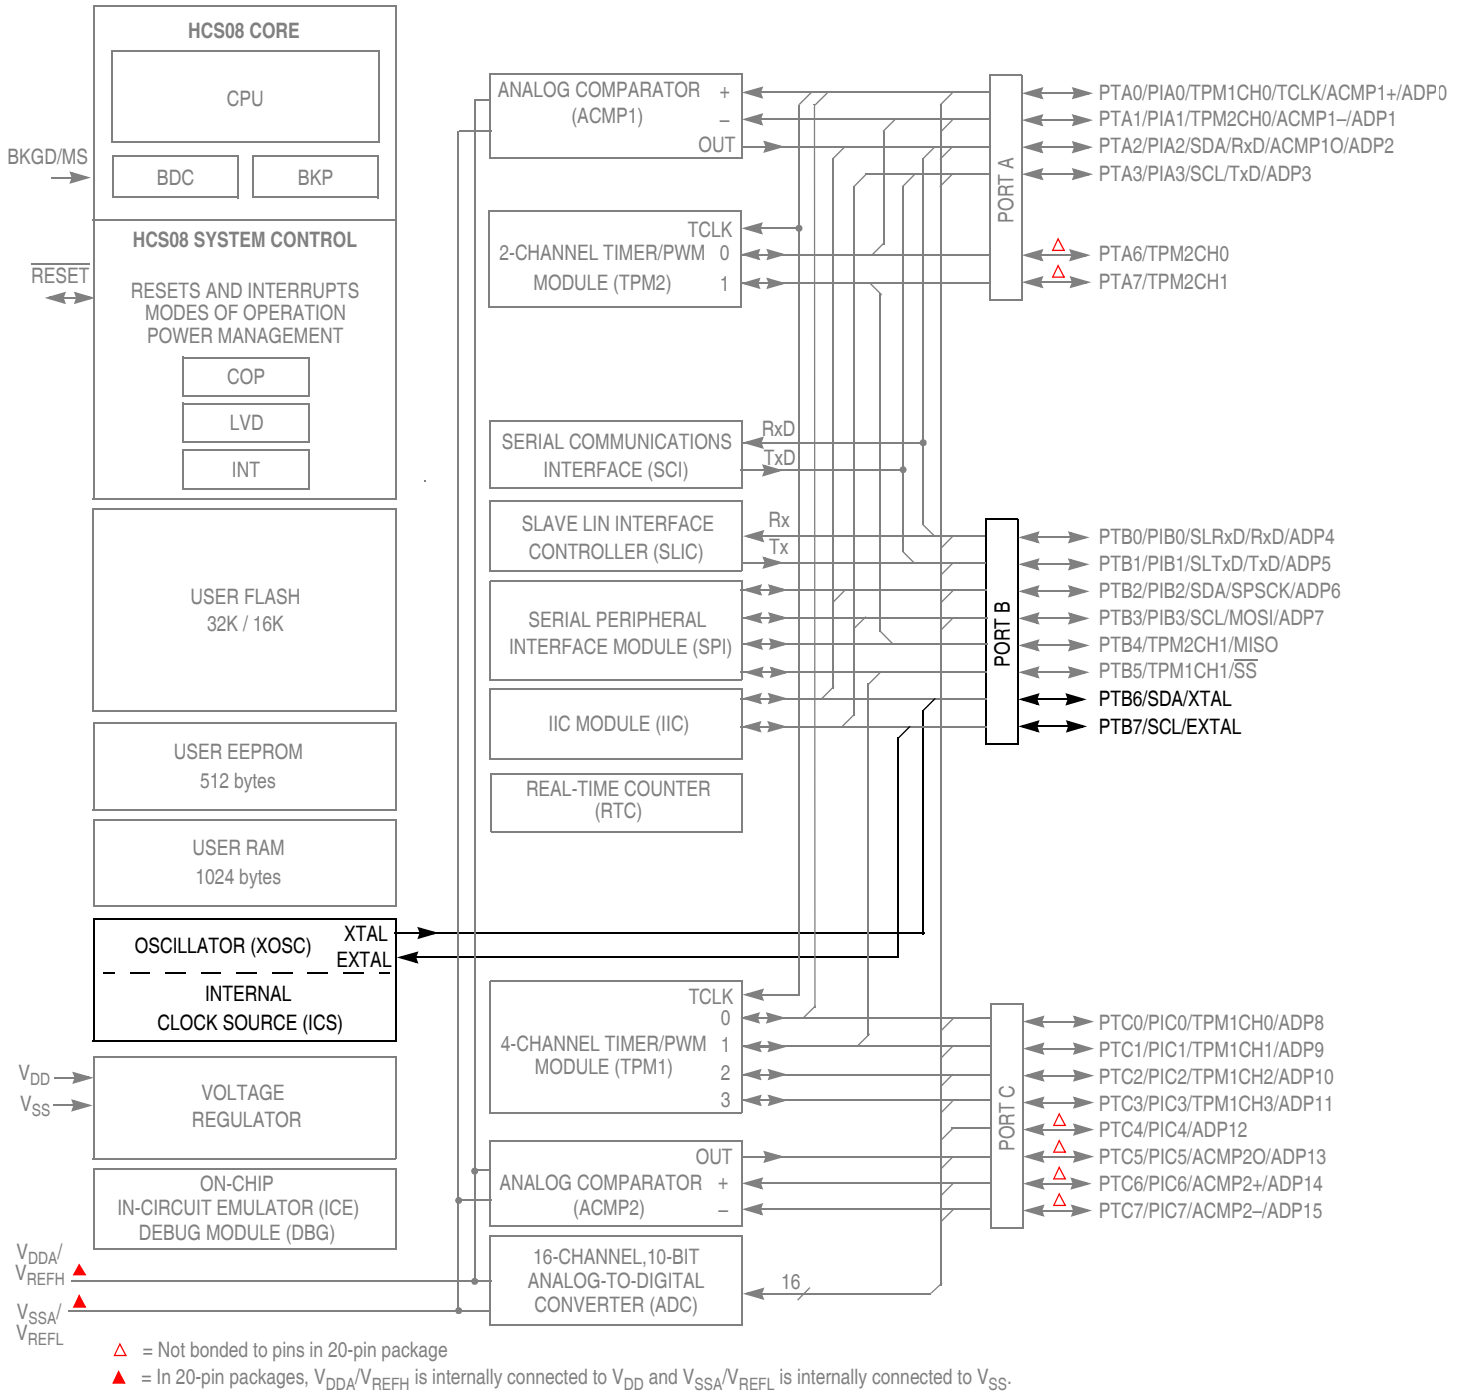 HCS08 CORE
CPU
BKGD/MS
BDC
BKP
HCS08 SYSTEM CONTROL
RESET
RESETS AND INTERRUPTS
MODES OF OPERATION
POWER MANAGEMENT
COP
LVD
INT
USER FLASH
32K / 16K
USER EEPROM
512 bytes
USER RAM
1024 bytes
OSCILLATOR (XOSC)
XTAL
EXTAL
INTERNAL
CLOCK SOURCE (ICS)
VDD
VSS
VOLTAGE
REGULATOR
ON-CHIP
IN-CIRCUIT EMULATOR (ICE)
DEBUG MODULE (DBG)
VDDA/
VREFH
VSSA/
VREFL
ANALOG COMPARATOR
(ACMP1)
+
–
OUT
TCLK
2-CHANNEL TIMER/PWM 0
MODULE (TPM2) 1
SERIAL COMMUNICATIONS
INTERFACE (SCI)
RxD
TxD
SLAVE LIN INTERFACE
CONTROLLER (SLIC)
Rx
Tx
SERIAL PERIPHERAL
INTERFACE MODULE (SPI)
IIC MODULE (IIC)
REAL-TIME COUNTER
(RTC)
TCLK
0
4-CHANNEL TIMER/PWM 1
MODULE (TPM1)
2
3
OUT
ANALOG COMPARATOR +
(ACMP2) –
16-CHANNEL,10-BIT
ANALOG-TO-DIGITAL
CONVERTER (ADC)
16
PORT A
PTA0/PIA0/TPM1CH0/TCLK/ACMP1+/ADP0
PTA1/PIA1/TPM2CH0/ACMP1–/ADP1
PTA2/PIA2/SDA/RxD/ACMP1O/ADP2
PTA3/PIA3/SCL/TxD/ADP3
PTA6/TPM2CH0
PTA7/TPM2CH1
PORT B
PTB0/PIB0/SLRxD/RxD/ADP4
PTB1/PIB1/SLTxD/TxD/ADP5
PTB2/PIB2/SDA/SPSCK/ADP6
PTB3/PIB3/SCL/MOSI/ADP7
PTB4/TPM2CH1/MISO
PTB5/TPM1CH1/SS
PTB6/SDA/XTAL
PTB7/SCL/EXTAL
PORT C
PTC0/PIC0/TPM1CH0/ADP8
PTC1/PIC1/TPM1CH1/ADP9
PTC2/PIC2/TPM1CH2/ADP10
PTC3/PIC3/TPM1CH3/ADP11
PTC4/PIC4/ADP12
PTC5/PIC5/ACMP2O/ADP13
PTC6/PIC6/ACMP2+/ADP14
PTC7/PIC7/ACMP2–/ADP15
= Not bonded to pins in 20-pin package
= In 20-pin packages, VDDA/VREFH is internally connected to VDD and VSSA/VREFL is internally connected to VSS.